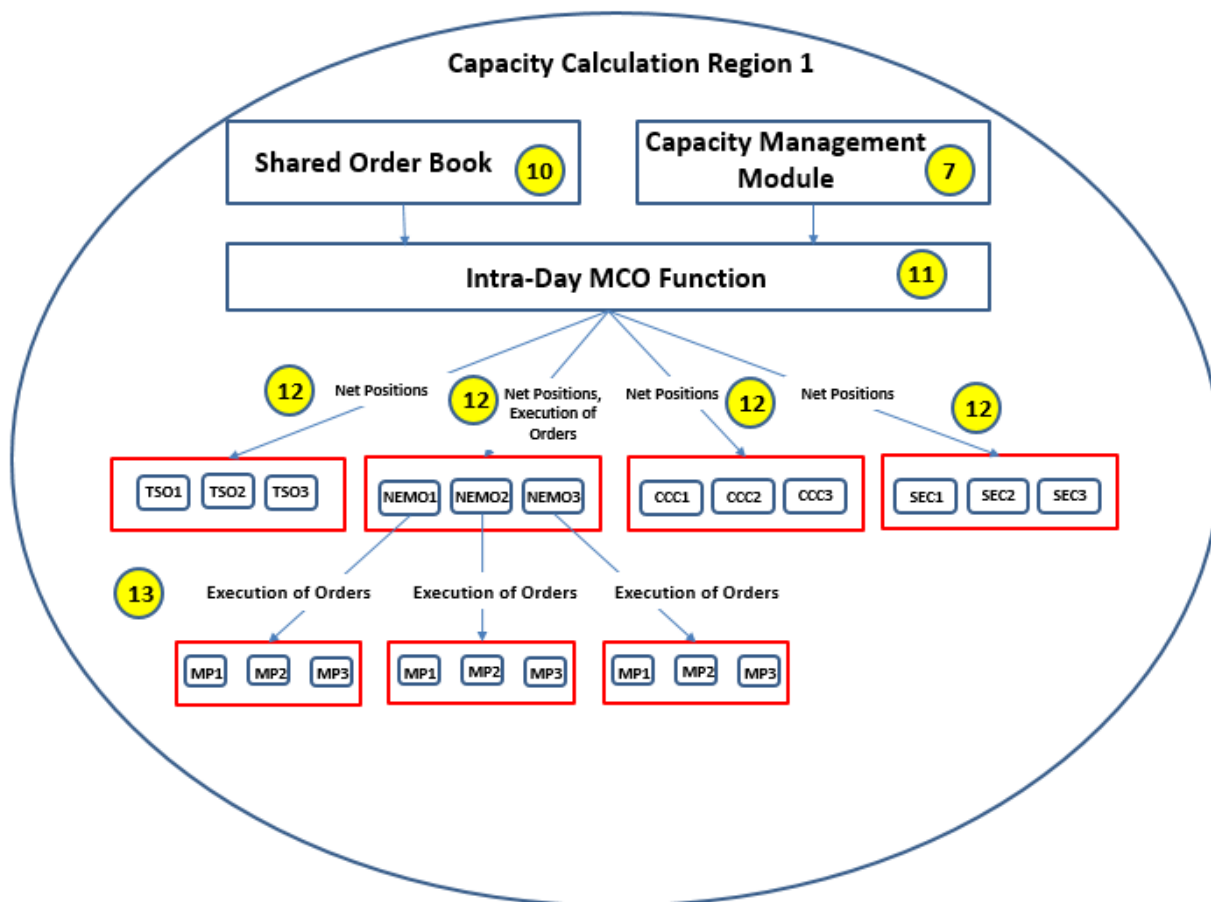 Capacity Calculation Region 1
Shared Order Book
10
Capacity Management
Module
7
Intra-Day MCO Function
11
12
Net Positions
12
Net Positions,
Execution of
Orders
Net Positions
12
Net Positions
12
TSO1
TSO2
TSO3
NEMO1
NEMO2
NEMO3
CCC1
CCC2
CCC3
SEC1
SEC2
SEC3
13
Execution of Orders
Execution of Orders
Execution of Orders
MP1
MP2
MP3
MP1
MP2
MP3
MP1
MP2
MP3